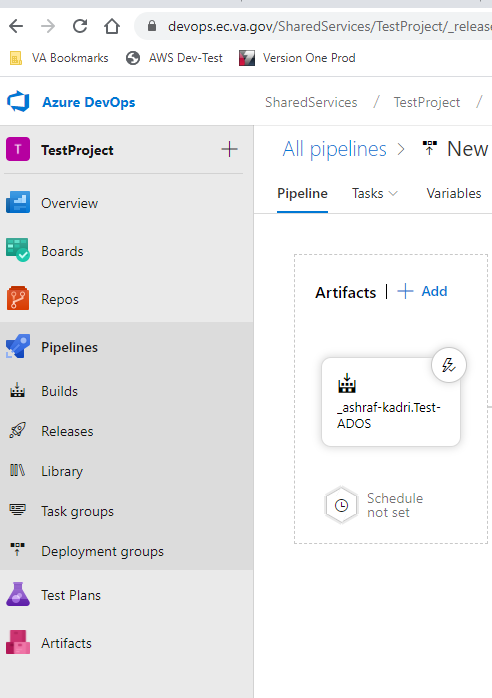 devops.ec.va.gov/SharedServices/TestProject/_releas
VA Bookmarks AWS Dev-Test Version One Prod
Azure DevOps SharedServices / TestProject /
T TestProject
All pipelines > New
Pipeline Tasks Variables
Overview
Boards
Repos
Pipelines
Builds
Releases
Library
Task groups
Deployment groups
Test Plans
Artifacts
Artifacts | + Add
_ashraf-kadri.Test-
ADOS
Schedule
not set